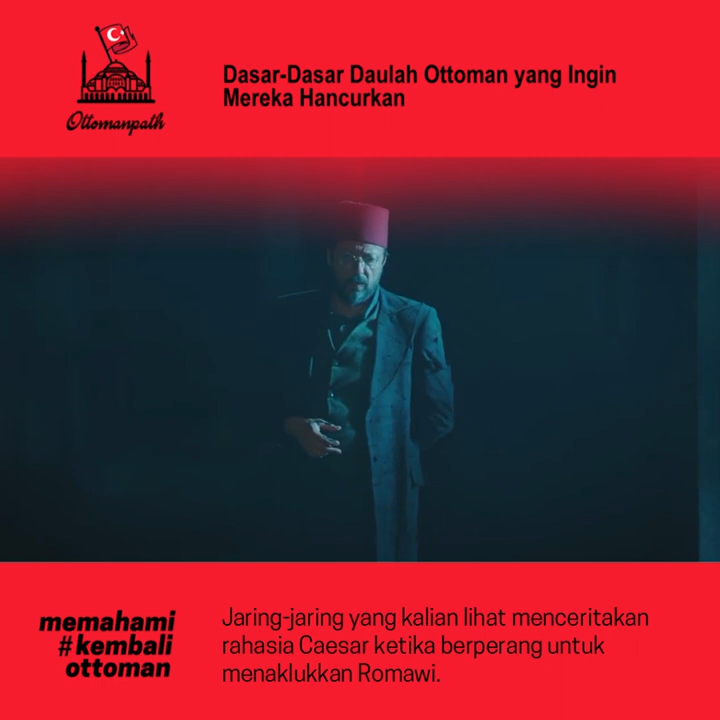 Ottomanpath
Dasar-Dasar Daulah Ottoman yang Ingin
Mereka Hancurkan
memahami
#kembali
ottoman
Jaring-jaring yang kalian lihat menceritakan
rahasia Caesar ketika berperang untuk
menaklukkan Romawi.